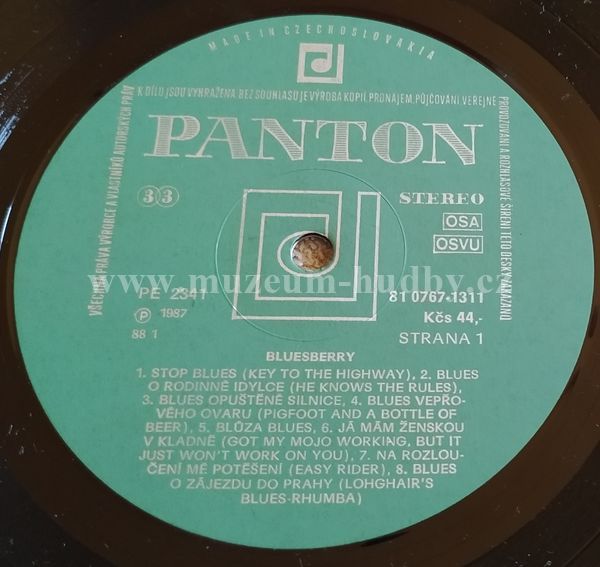 MADE IN CZECHOSLOVAKIA
VŠECHNA PRÁVA VÝROBCE A VLASTNÍKŮ AUTORSKÝCH PRÁV
K DÍLU JSOU VYHRAŽENA. BEZ SOUHLASU JE VÝROBA KOPIÍ, PRONÁJEM, PŮJČOVÁNÍ, VEŘEJNÉ
PROVOZOVÁNÍ A ROZHLASOVÉ ŠÍŘENÍ TÉTO DESKY ZAKÁZÁNO
PANTON
33
STEREO
OSA
OSVU
www.muzeum-hudby.cz
PE 2341
81 0767-1311
Ⓟ 1987
Kčs 44,-
88 1
STRANA 1
BLUESBERRY
1. STOP BLUES (KEY TO THE HIGHWAY), 2. BLUES
O RODINNÉ IDYLCE (HE KNOWS THE RULES),
3. BLUES OPUŠTĚNÉ SILNICE, 4. BLUES VEPŘO-
VÉHO OVARU (PIGFOOT AND A BOTTLE OF
BEER), 5. BLŮZA BLUES, 6. JÁ MÁM ŽENSKOU
V KLADNĚ (GOT MY MOJO WORKING, BUT IT
JUST WON'T WORK ON YOU), 7. NA ROZLOU-
ČENÍ MÉ POTĚŠENÍ (EASY RIDER), 8. BLUES
O ZÁJEZDU DO PRAHY (LOHGHAIR'S
BLUES-RHUMBA)